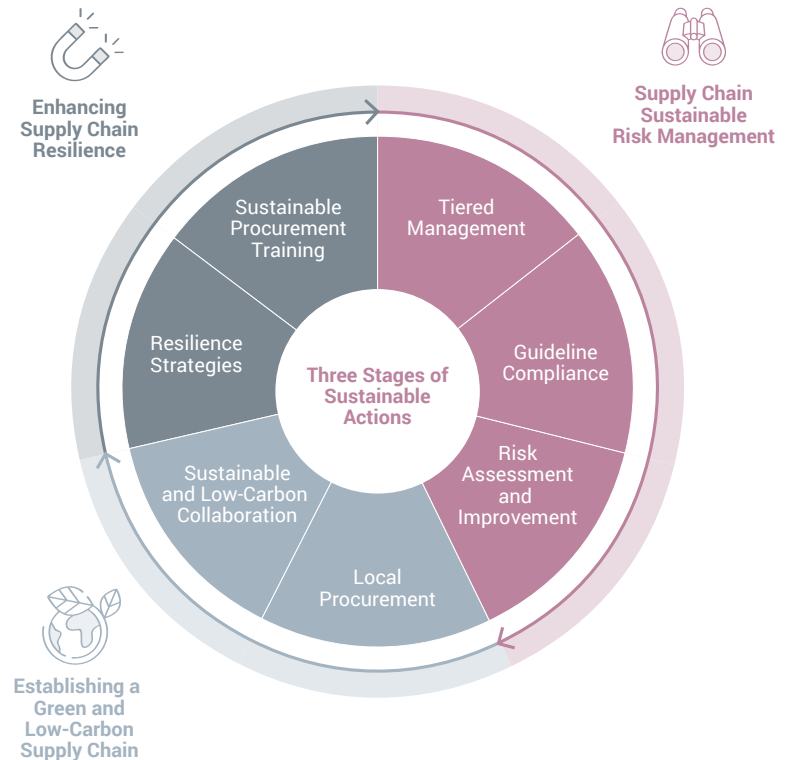 Enhancing
Supply Chain
Resilience
Supply Chain
Sustainable
Risk Management
Sustainable
Procurement
Training
Tiered
Management
Resilience
Strategies
Guideline
Compliance
Three Stages of
Sustainable
Actions
Sustainable
and Low-Carbon
Collaboration
Risk
Assessment
and
Improvement
Local
Procurement
Establishing a
Green and
Low-Carbon
Supply Chain